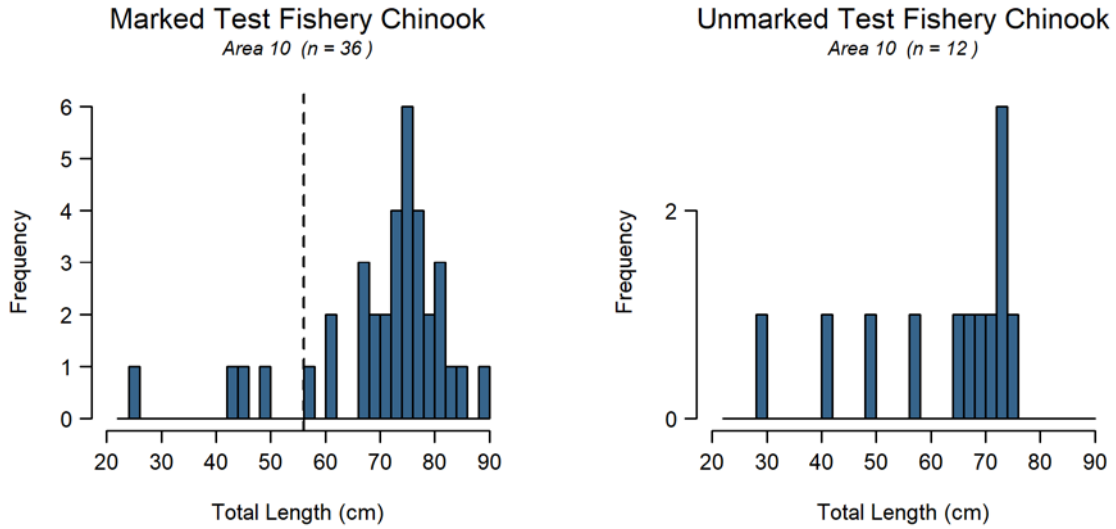 Marked Test Fishery Chinook
Area 10 (n = 36 )
6
5
4
3
2
1
0
Frequency
20 30 40 50 60 70 80 90
Total Length (cm)
Unmarked Test Fishery Chinook
Area 10 (n = 12 )
2
0
Frequency
20 30 40 50 60 70 80 90
Total Length (cm)